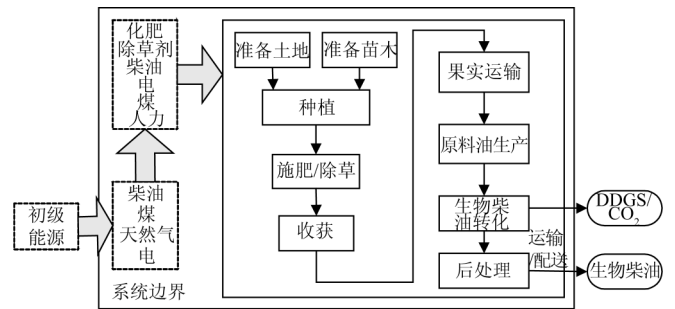 化肥
除草剂
柴油
电
煤
人力
初级
能源
柴油
煤
天然气
电
系统边界
准备土地
准备苗木
种植
施肥/除草
收获
果实运输
原料油生产
生物柴
油转化
后处理
运输
/配送
DDGS/
CO₂
生物柴油